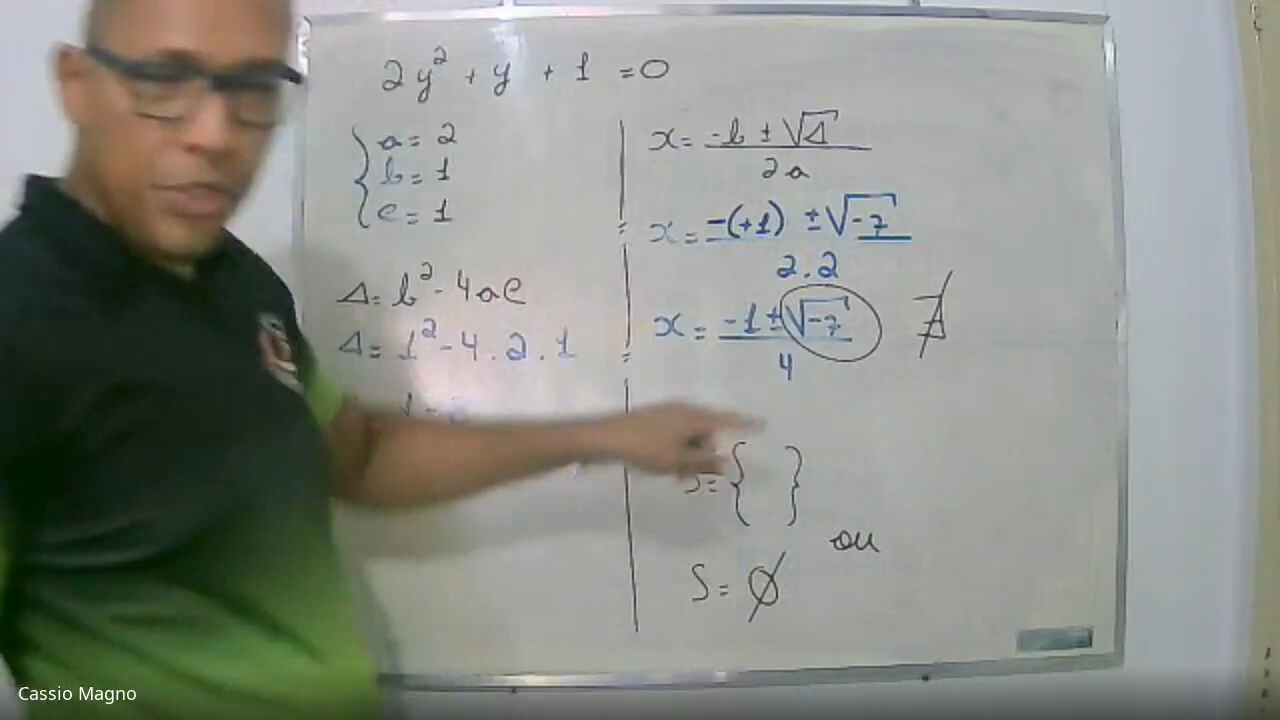 2y² + y + 1 = 0
a = 2
b = 1
c = 1
Δ = b² - 4ac
Δ = 1² - 4 . 2 . 1
x = -b ± √Δ
2a
x = -(+1) ± √-7
2.2
x = -1 ± √-7 ∄
4
S = { }
ou
S = ∅
Cassio Magno